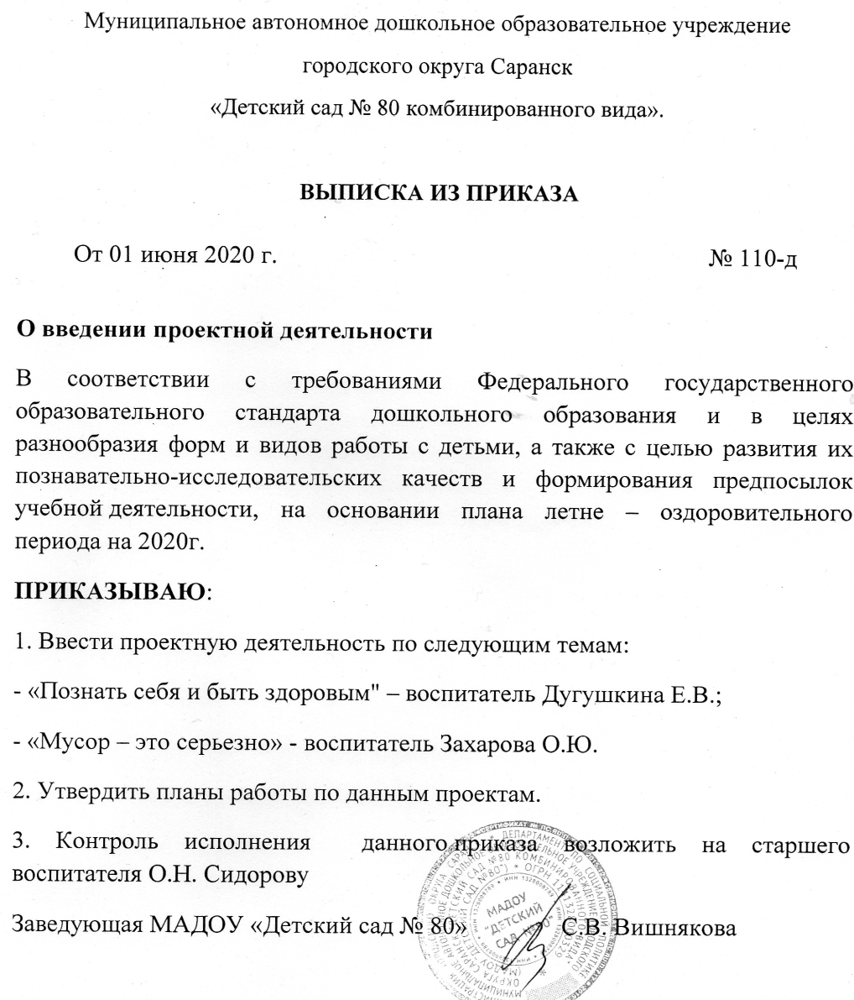 Муниципальное автономное дошкольное образовательное учреждение
городского округа Саранск
«Детский сад № 80 комбинированного вида».
ВЫПИСКА ИЗ ПРИКАЗА
От 01 июня 2020 г.
№ 110-д
О введении проектной деятельности
В соответствии с требованиями Федерального государственного
образовательного стандарта дошкольного образования и в целях
разнообразия форм и видов работы с детьми, а также с целью развития их
познавательно-исследовательских качеств и формирования предпосылок
учебной деятельности, на основании плана летне – оздоровительного
периода на 2020г.
ПРИКАЗЫВАЮ:
1. Ввести проектную деятельность по следующим темам:
- «Познать себя и быть здоровым" – воспитатель Дугушкина Е.В.;
- «Мусор – это серьезно» - воспитатель Захарова О.Ю.
2. Утвердить планы работы по данным проектам.
3. Контроль исполнения данного приказа возложить на старшего
воспитателя О.Н. Сидорову
Заведующая МАДОУ «Детский сад № 80» С.В. Вишнякова
МАДОУ
"ДЕТСКИЙ
САД №80"